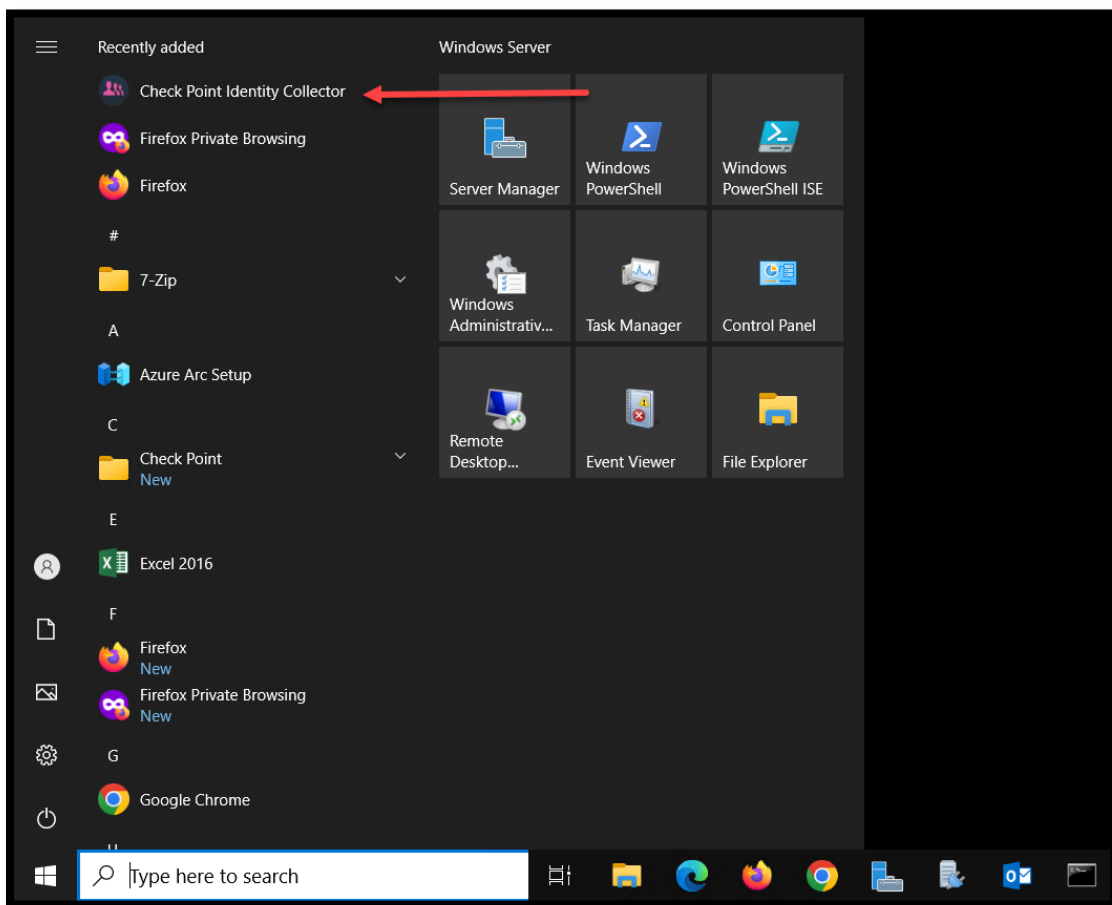 Recently added
Check Point Identity Collector
Firefox Private Browsing
Firefox
#
7-Zip
A
Azure Arc Setup
C
Check Point
New
E
Excel 2016
F
Firefox
New
Firefox Private Browsing
New
G
Google Chrome
Windows Server
Server Manager
Windows
PowerShell
Windows
PowerShell ISE
Windows
Administrativ...
Task Manager
Control Panel
Remote
Desktop...
Event Viewer
File Explorer
Type here to search